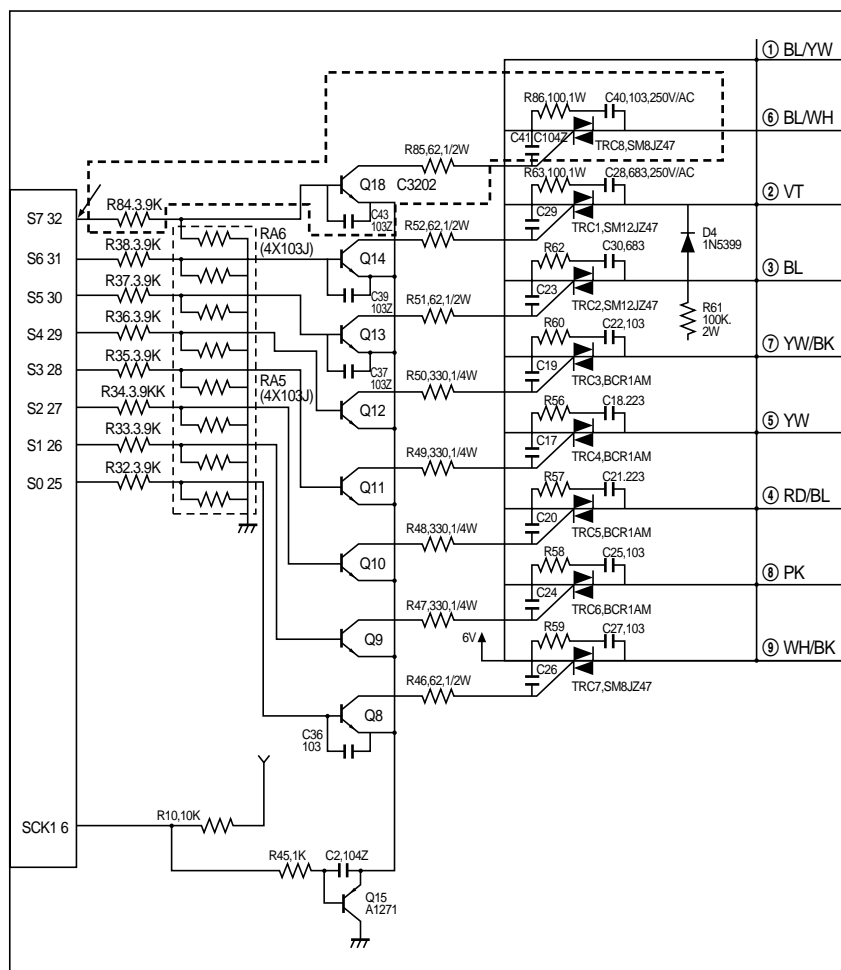 ① BL/YW
R86,100,1W
C40,103,250V/AC
⑥ BL/WH
C41
C104Z
TRC8,SM8JZ47
R85,62,1/2W
R63,100,1W
C28,683,250V/AC
Q18
C3202
S7 32
R84.3.9K
② VT
C43
103Z
C29
TRC1,SM12JZ47
D4
1N5399
RA6
(4X103J)
R52,62,1/2W
S6 31
R38.3.9K
Q14
R62
C30,683
③ BL
C39
103Z
C23
TRC2,SM12JZ47
S5 30
R37.3.9K
R51,62,1/2W
R61
100K.
2W
Q13
R60
C22,103
S4 29
R36.3.9K
⑦ YW/BK
C37
103Z
C19
TRC3,BCR1AM
S3 28
R35.3.9K
R50,330,1/4W
RA5
(4X103J)
Q12
R56
C18.223
S2 27
R34.3.9KK
⑤ YW
C17
TRC4,BCR1AM
S1 26
R33.3.9K
R49,330,1/4W
S0 25
R32.3.9K
Q11
R57
C21.223
④ RD/BL
C20
TRC5,BCR1AM
R48,330,1/4W
Q10
R58
C25,103
⑧ PK
C24
TRC6,BCR1AM
R47,330,1/4W
Q9
6V
R59
C27,103
⑨ WH/BK
C26
TRC7,SM8JZ47
R46,62,1/2W
Q8
C36
103
R10,10K
SCK1 6
R45,1K
C2,104Z
Q15
A1271